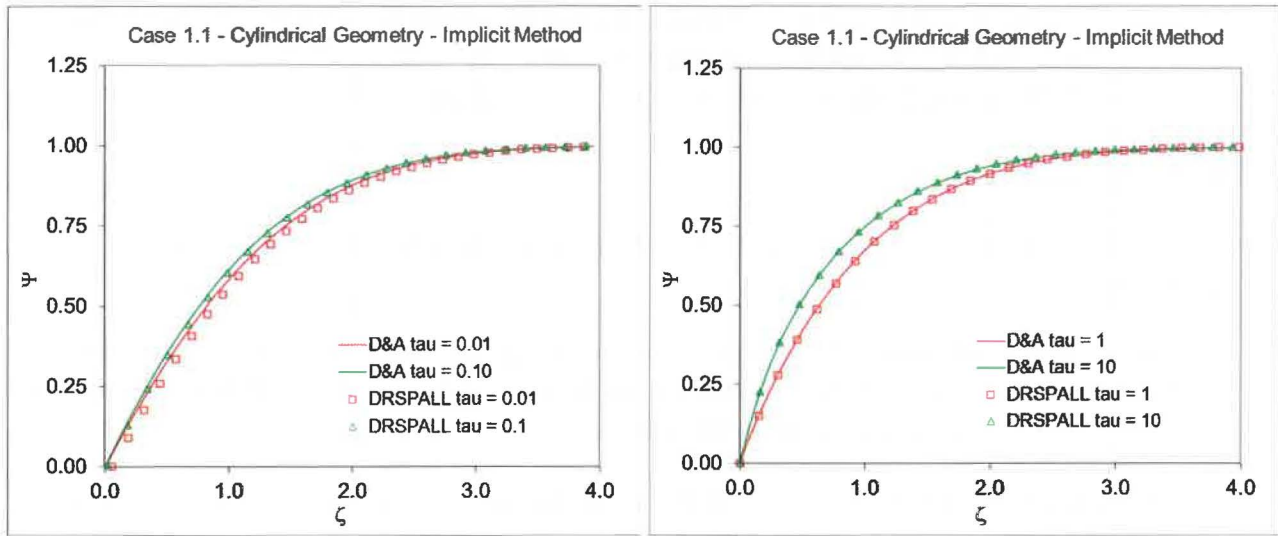 Case 1.1 - Cylindrical Geometry - Implicit Method
1.25
1.00
0.75
Ψ
0.50
0.25
0.00
D&A tau = 0.01
D&A tau = 0.10
DRSPALL tau = 0.01
DRSPALL tau = 0.1
0.0 1.0 2.0 3.0 4.0
ζ
Case 1.1 - Cylindrical Geometry - Implicit Method
1.25
1.00
0.75
Ψ
0.50
0.25
0.00
D&A tau = 1
D&A tau = 10
DRSPALL tau = 1
DRSPALL tau = 10
0.0 1.0 2.0 3.0 4.0
ζ